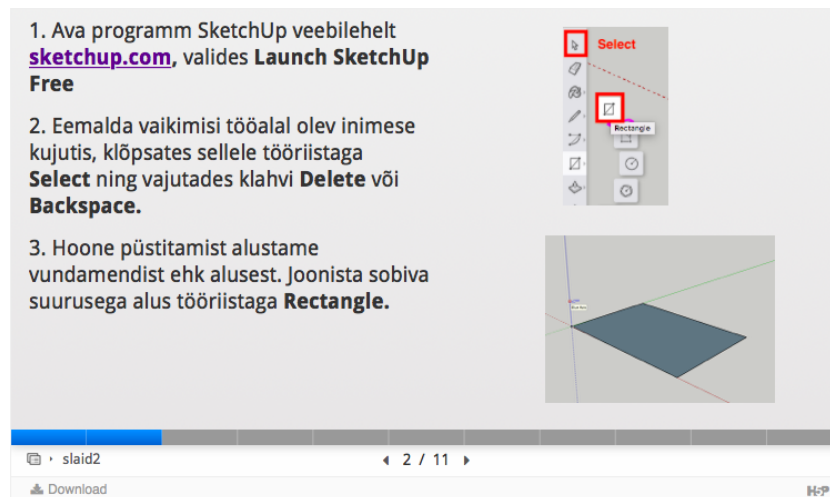 1. Ava programm SketchUp veebilehelt
sketchup.com, valides Launch SketchUp
Free
2. Eemalda vaikimisi tööalal olev inimese
kujutis, klõpsates sellele tööriistaga
Select ning vajutades klahvi Delete või
Backspace.
3. Hoone püstitamist alustame
vundamendist ehk alusest. Joonista sobiva
suurusega alus tööriistaga Rectangle.
Select
Rectangle
slaid2
2 / 11
Download
H5P